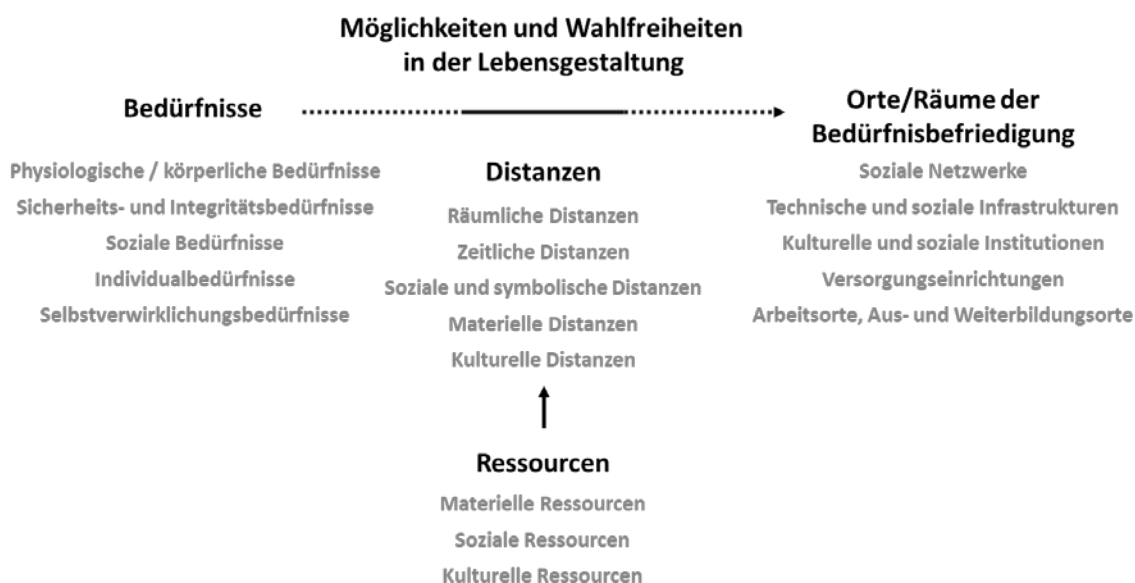 Möglichkeiten und Wahlfreiheiten
in der Lebensgestaltung
Bedürfnisse
Physiologische / körperliche Bedürfnisse
Sicherheits- und Integritätsbedürfnisse
Soziale Bedürfnisse
Individualbedürfnisse
Selbstverwirklichungsbedürfnisse
Distanzen
Räumliche Distanzen
Zeitliche Distanzen
Soziale und symbolische Distanzen
Materielle Distanzen
Kulturelle Distanzen
Orte/Räume der
Bedürfnisbefriedigung
Soziale Netzwerke
Technische und soziale Infrastrukturen
Kulturelle und soziale Institutionen
Versorgungseinrichtungen
Arbeitsorte, Aus- und Weiterbildungsorte
Ressourcen
Materielle Ressourcen
Soziale Ressourcen
Kulturelle Ressourcen